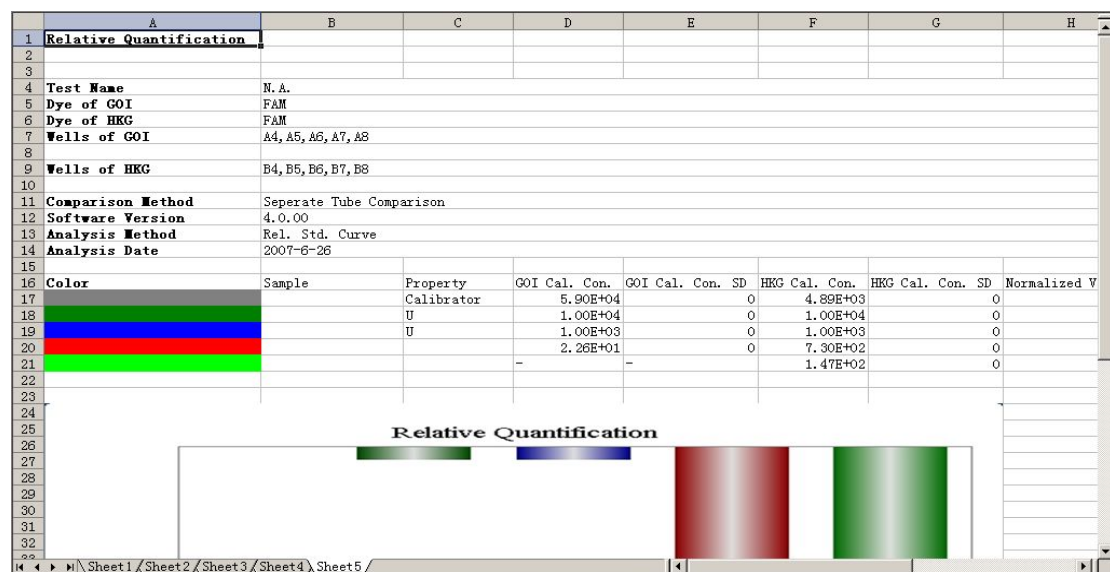 A B C D E F G H
1 Relative Quantification
2
3
4 Test Name N.A.
5 Dye of GOI FAM
6 Dye of HKG FAM
7 Wells of GOI A4,A5,A6,A7,A8
8
9 Wells of HKG B4,B5,B6,B7,B8
10
11 Comparison Method Seperate Tube Comparison
12 Software Version 4.0.00
13 Analysis Method Rel. Std. Curve
14 Analysis Date 2007-6-26
15
16 Color Sample Property GOI Cal. Con. GOI Cal. Con. SD HKG Cal. Con. HKG Cal. Con. SD Normalized V
17 Calibrator 5.90E+04 0 4.89E+03 0
18 U 1.00E+04 0 1.00E+04 0
19 U 1.00E+03 0 1.00E+03 0
20 2.26E+01 0 7.30E+02 0
21 - - 1.47E+02 0
22
23
24
25 Relative Quantification
26
27
28
29
30
31
32
33
Sheet1 Sheet2 Sheet3 Sheet4 Sheet5